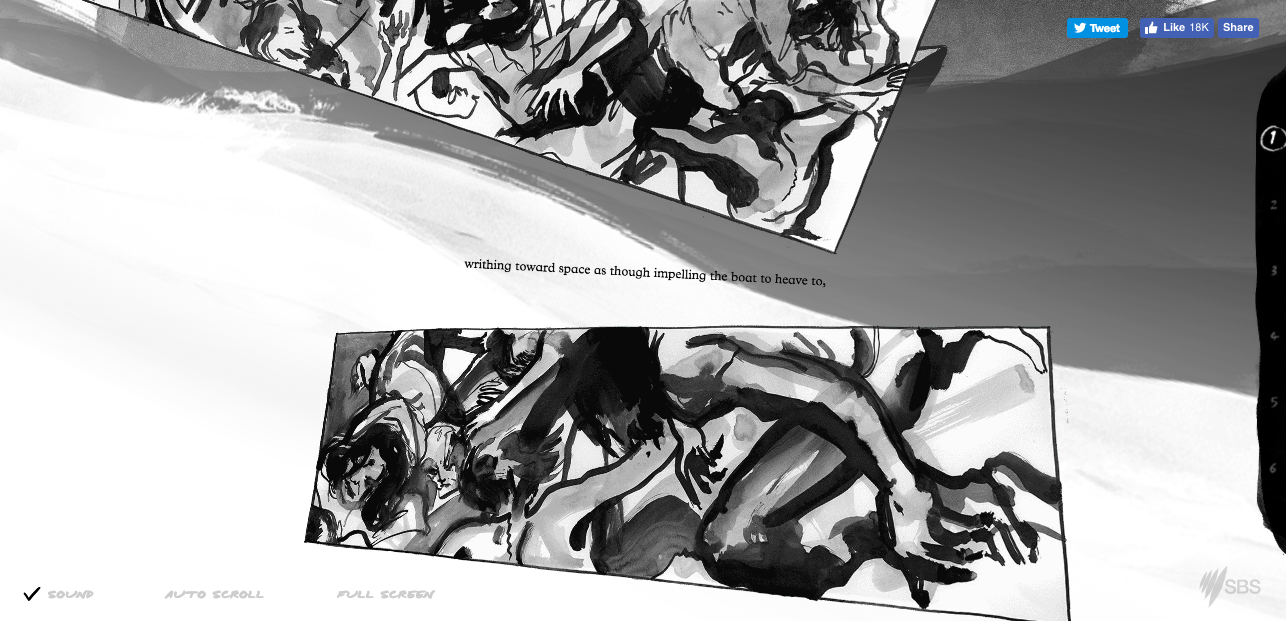 Tweet
Like 18K
Share
1
2
3
4
5
6
writhing toward space as though impelling the boat to heave to,
SOUND
AUTO SCROLL
FULL SCREEN
SBS